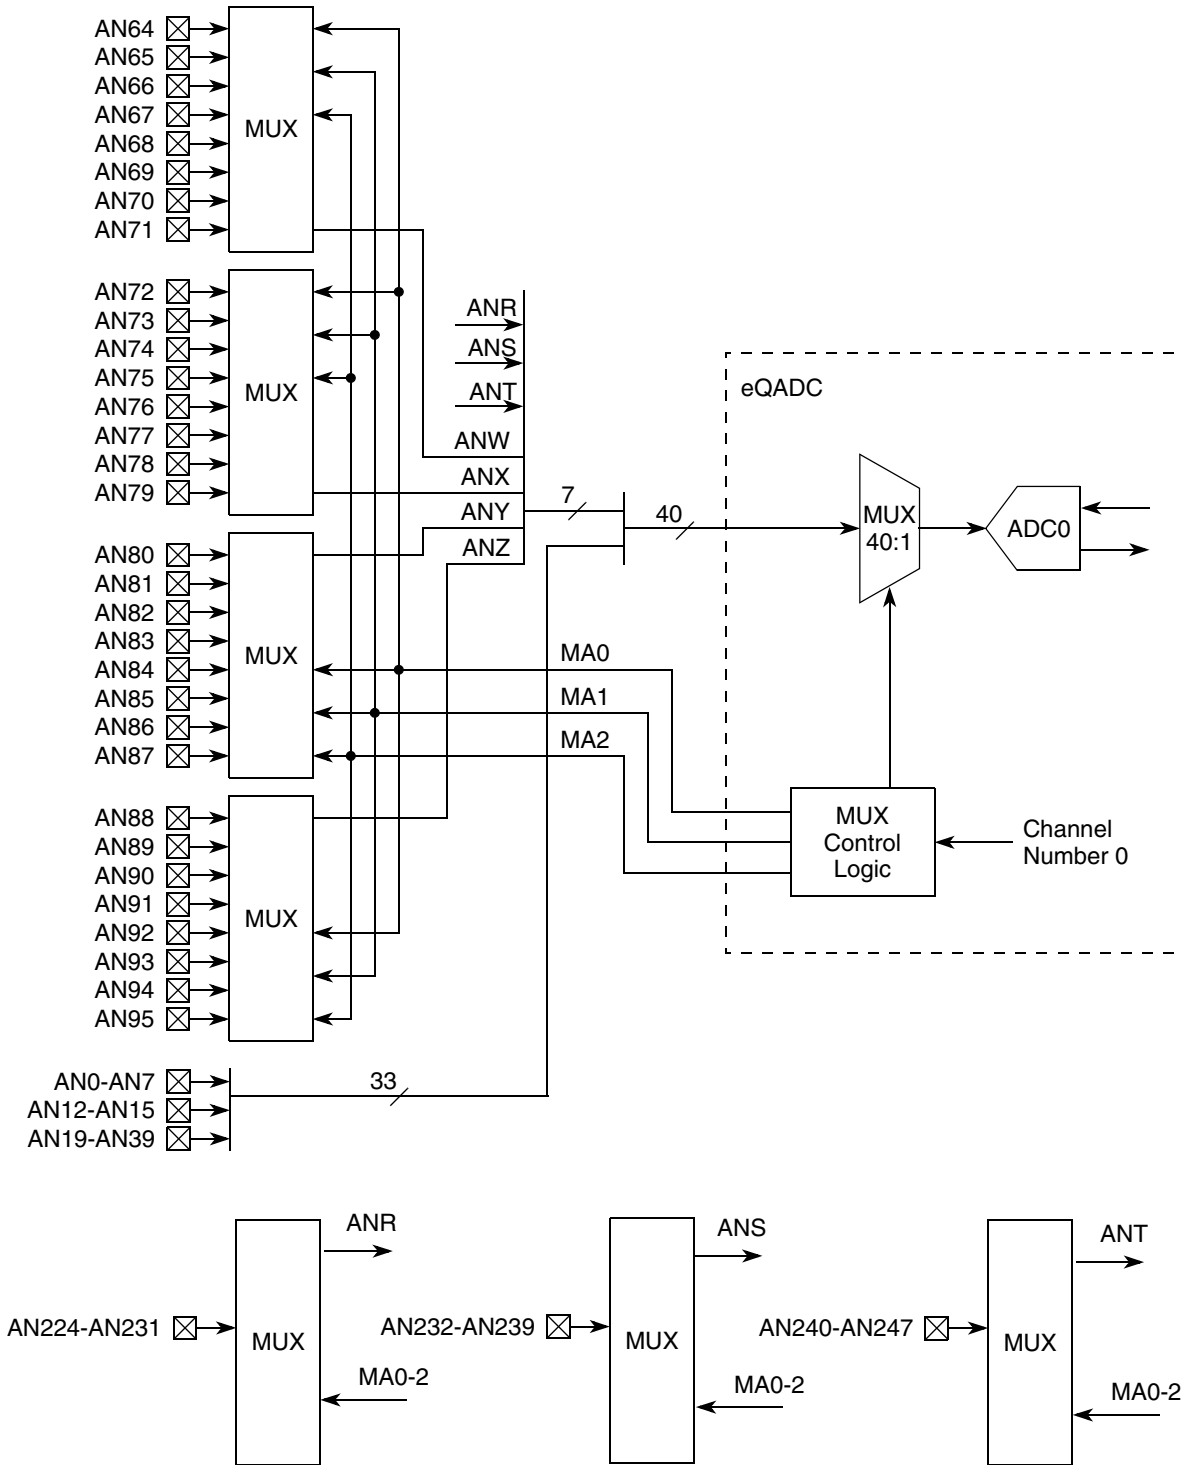 AN64
AN65
AN66
AN67
AN68
AN69
AN70
AN71
MUX
AN72
AN73
AN74
AN75
AN76
AN77
AN78
AN79
MUX
ANR
ANS
ANT
ANW
ANX
ANY
ANZ
7
40
eQADC
MUX
40:1
ADC0
AN80
AN81
AN82
AN83
AN84
AN85
AN86
AN87
MUX
MA0
MA1
MA2
MUX
Control
Logic
Channel
Number 0
AN88
AN89
AN90
AN91
AN92
AN93
AN94
AN95
MUX
AN0-AN7
AN12-AN15
AN19-AN39
33
AN224-AN231
MUX
ANR
MA0-2
AN232-AN239
MUX
ANS
MA0-2
AN240-AN247
MUX
ANT
MA0-2